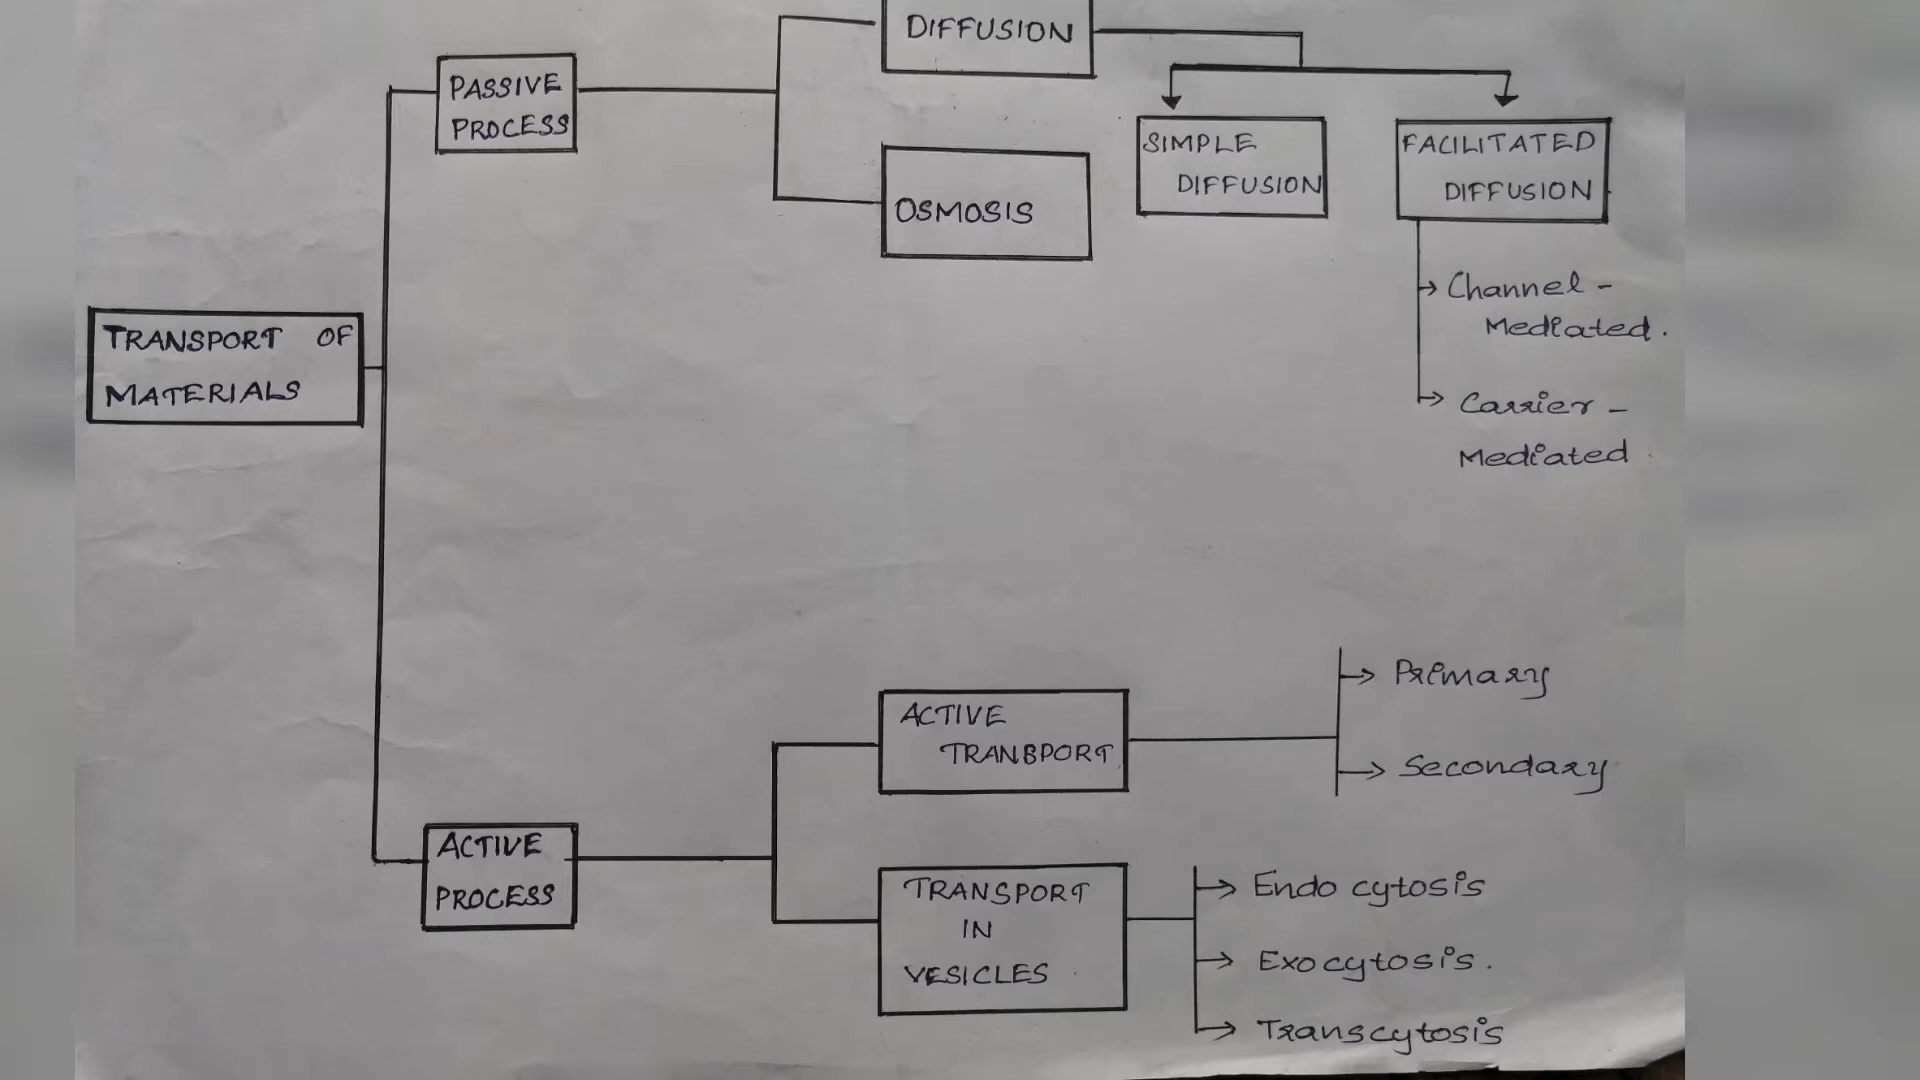 DIFFUSION
PASSIVE
PROCESS
SIMPLE
DIFFUSION
FACILITATED
DIFFUSION
OSMOSIS
Channel -
Mediated.
TRANSPORT OF
MATERIALS
Carrier -
Mediated
Primary
ACTIVE
TRANSPORT
Secondary
ACTIVE
PROCESS
TRANSPORT
IN
VESICLES
Endo cytosis
Exocytosis.
Transcytosis